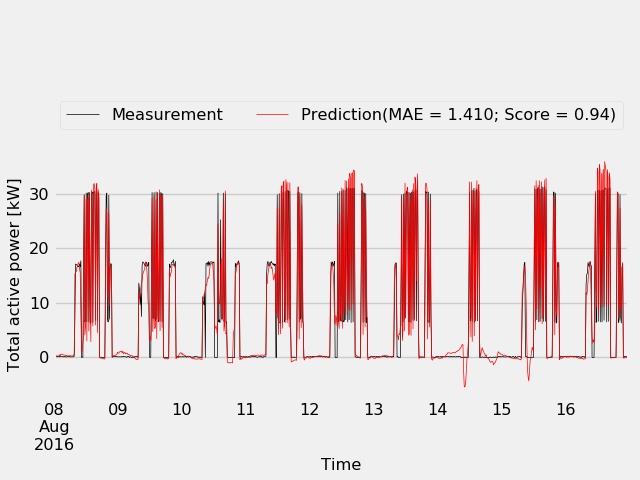 Measurement
Prediction(MAE = 1.410; Score = 0.94)
Total active power [kW]
30
20
10
0
08 09 10 11 12 13 14 15 16
Aug
2016
Time